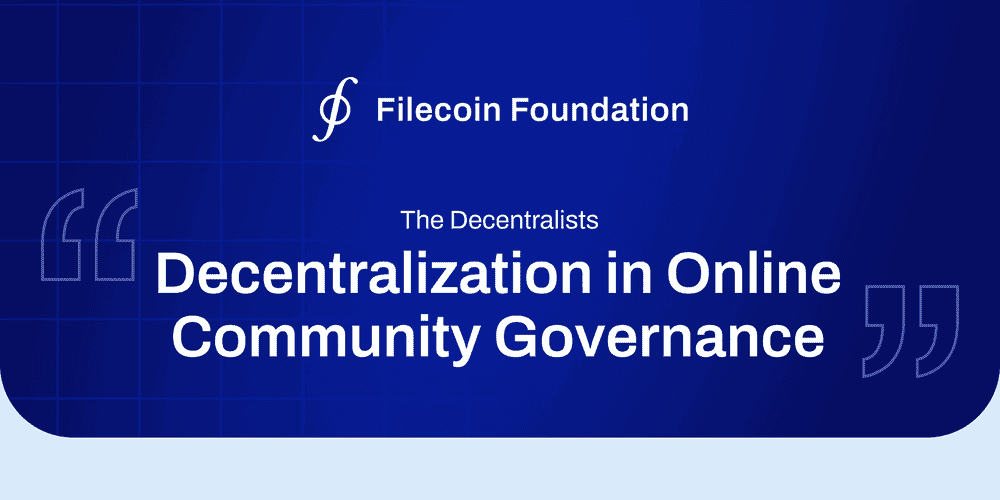 Filecoin Foundation
The Decentralists
Decentralization in Online
Community Governance